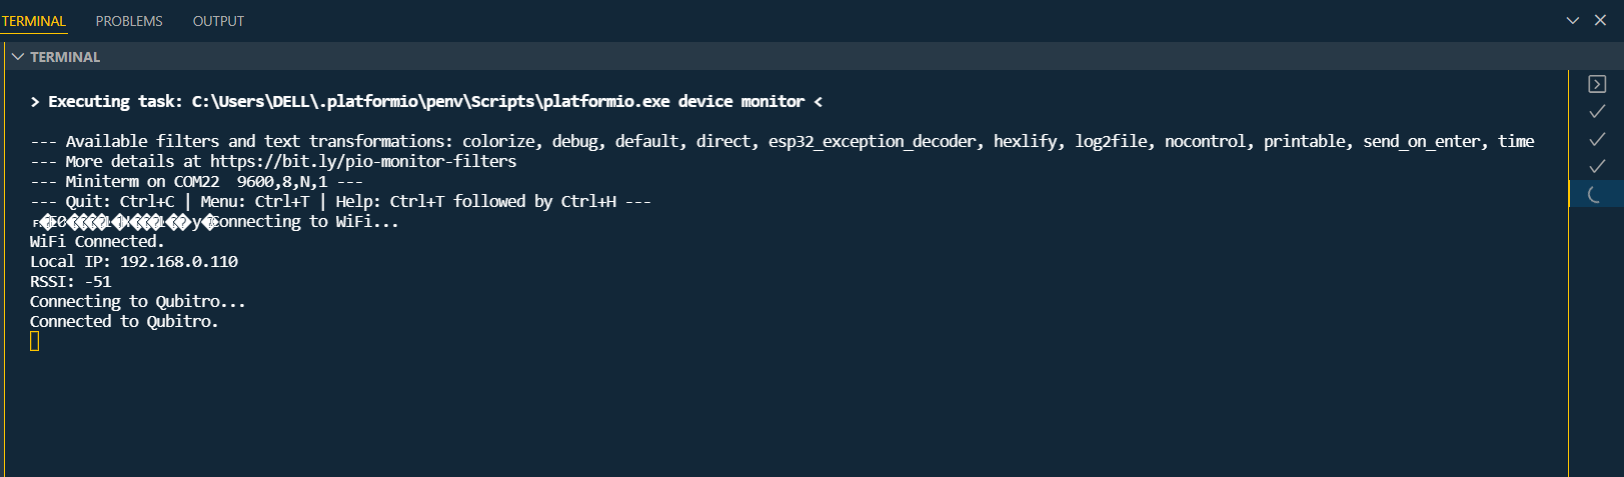 TERMINAL PROBLEMS OUTPUT
TERMINAL
> Executing task: C:\Users\DELL\.platformio\penv\Scripts\platformio.exe device monitor <
--- Available filters and text transformations: colorize, debug, default, direct, esp32_exception_decoder, hexlify, log2file, nocontrol, printable, send_on_enter, time
--- More details at https://bit.ly/pio-monitor-filters
--- Miniterm on COM22  9600,8,N,1 ---
--- Quit: Ctrl+C | Menu: Ctrl+T | Help: Ctrl+T followed by Ctrl+H ---
Connecting to WiFi...
WiFi Connected.
Local IP: 192.168.0.110
RSSI: -51
Connecting to Qubitro...
Connected to Qubitro.